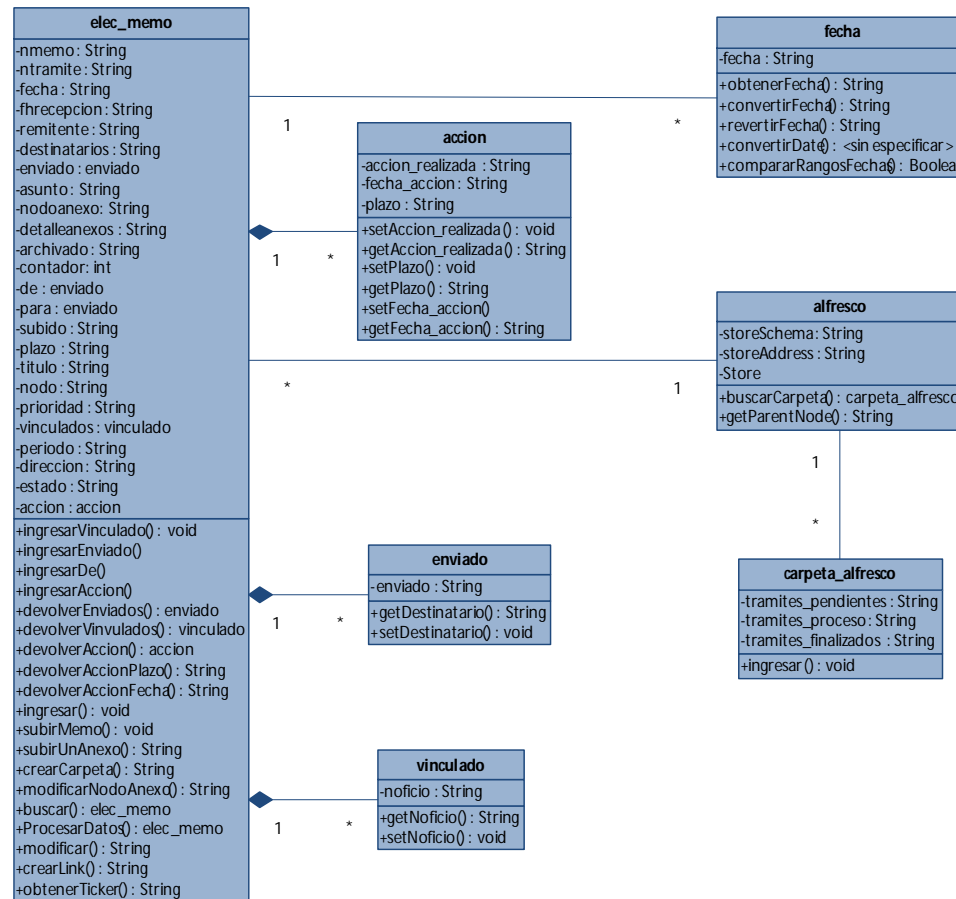 elec_memo
-nmemo : String
-ntramite : String
-fecha : String
-fhrecepcion : String
-remitente : String
-destinatarios : String
-enviado : enviado
-asunto : String
-nodoanexo: String
-detalleanexos : String
-archivado : String
-contador: int
-de : enviado
-para : enviado
-subido : String
-plazo : String
-titulo : String
-nodo : String
-prioridad : String
-vinculados : vinculado
-periodo : String
-direccion : String
-estado : String
-accion : accion
+ingresarVinculado() : void
+ingresarEnviado()
+ingresarDe()
+ingresarAccion()
+devolverEnviados() : enviado
+devolverVinvulados() : vinculado
+devolverAccion() : accion
+devolverAccionPlazo() : String
+devolverAccionFecha() : String
+ingresar() : void
+subirMemo() : void
+subirUnAnexo() : String
+crearCarpeta() : String
+modificarNodoAnexo() : String
+buscar() : elec_memo
+ProcesarDatos() : elec_memo
+modificar() : String
+crearLink() : String
+obtenerTicker() : String
1
*
fecha
-fecha : String
+obtenerFecha() : String
+convertirFecha() : String
+revertirFecha() : String
+convertirDate() : <sin especificar>
+compararRangosFechas() : Boolea
accion
-accion_realizada : String
-fecha_accion : String
-plazo : String
+setAccion_realizada() : void
+getAccion_realizada() : String
+setPlazo() : void
+getPlazo() : String
+setFecha_accion()
+getFecha_accion() : String
1
*
alfresco
-storeSchema : String
-storeAddress : String
-Store
+buscarCarpeta() : carpeta_alfresco
+getParentNode() : String
*
1
1
*
carpeta_alfresco
-tramites_pendientes : String
-tramites_proceso : String
-tramites_finalizados : String
+ingresar() : void
enviado
-enviado : String
+getDestinatario() : String
+setDestinatario() : void
1
*
vinculado
-noficio : String
+getNoficio() : String
+setNoficio() : void
1
*